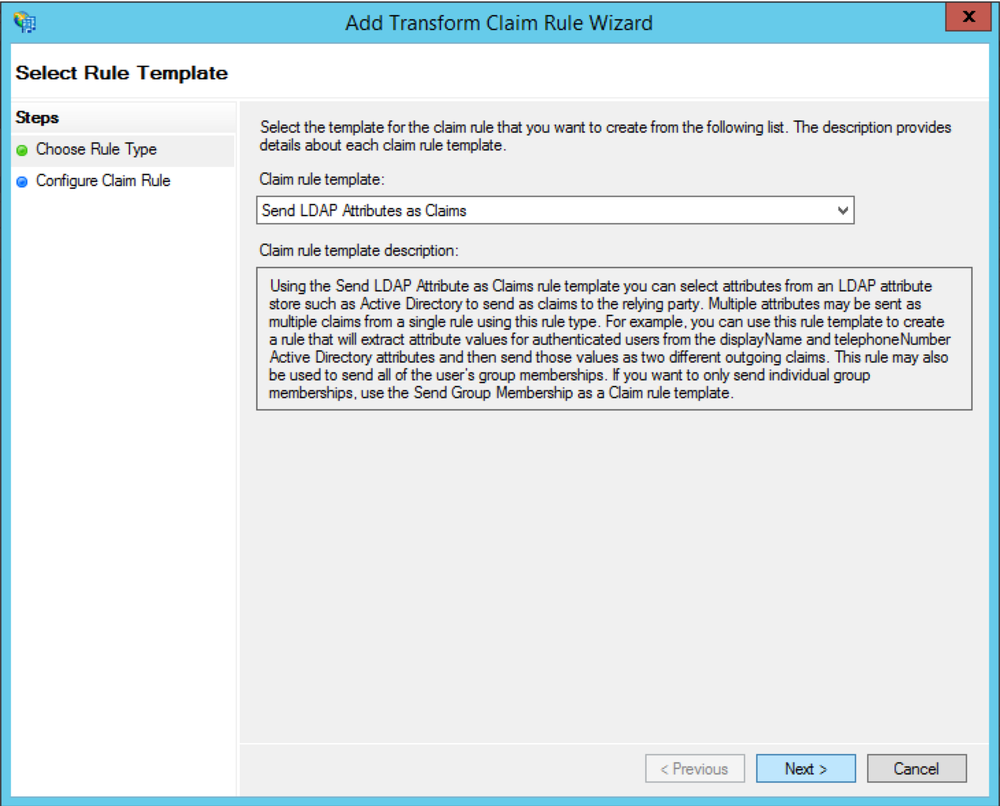 Add Transform Claim Rule Wizard
X
Select Rule Template
Steps
Choose Rule Type
Configure Claim Rule
Select the template for the claim rule that you want to create from the following list. The description provides
details about each claim rule template.
Claim rule template:
Send LDAP Attributes as Claims
Claim rule template description:
Using the Send LDAP Attribute as Claims rule template you can select attributes from an LDAP attribute
store such as Active Directory to send as claims to the relying party. Multiple attributes may be sent as
multiple claims from a single rule using this rule type. For example, you can use this rule template to create
a rule that will extract attribute values for authenticated users from the displayName and telephoneNumber
Active Directory attributes and then send those values as two different outgoing claims. This rule may also
be used to send all of the user's group memberships. If you want to only send individual group
memberships, use the Send Group Membership as a Claim rule template.
< Previous
Next >
Cancel